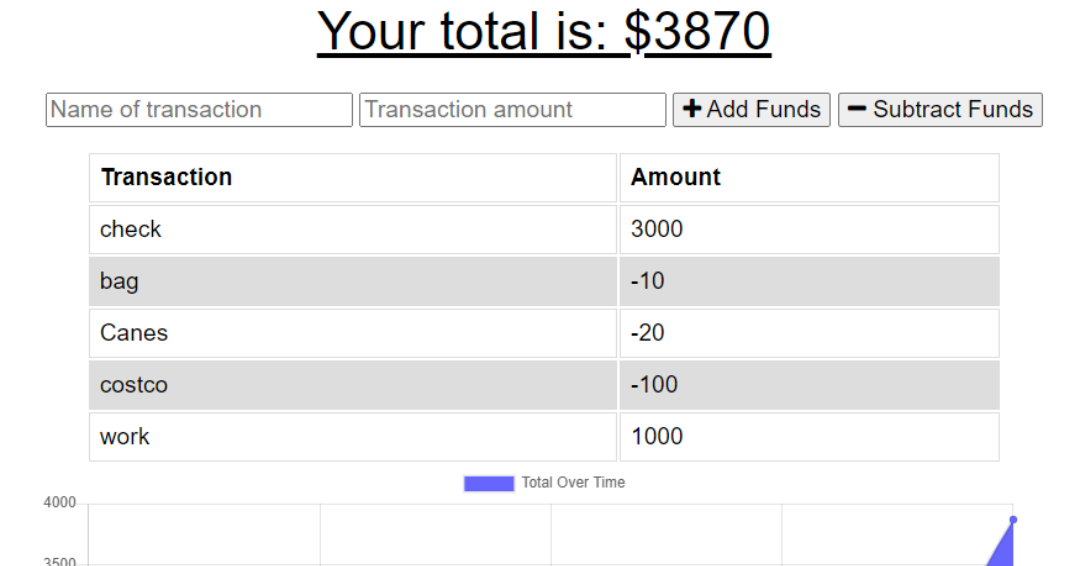 Your total is: $3870
Name of transaction Transaction amount + Add Funds − Subtract Funds
Transaction Amount
check 3000
bag -10
Canes -20
costco -100
work 1000
Total Over Time
4000
3500